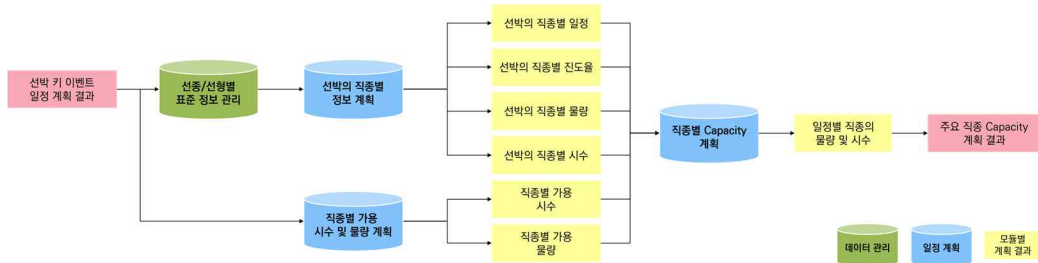 선박 키 이벤트
일정 계획 결과
선종/선형별
표준 정보 관리
선박의 직종별
정보 계획
직종별 가용
시수 및 물량 계획
선박의 직종별 일정
선박의 직종별 진도율
선박의 직종별 물량
선박의 직종별 시수
직종별 가용
시수
직종별 가용
물량
직종별 Capacity
계획
일정별 직종의
물량 및 시수
주요 직종 Capacity
계획 결과
데이터 관리
일정 계획
모듈별
계획 결과